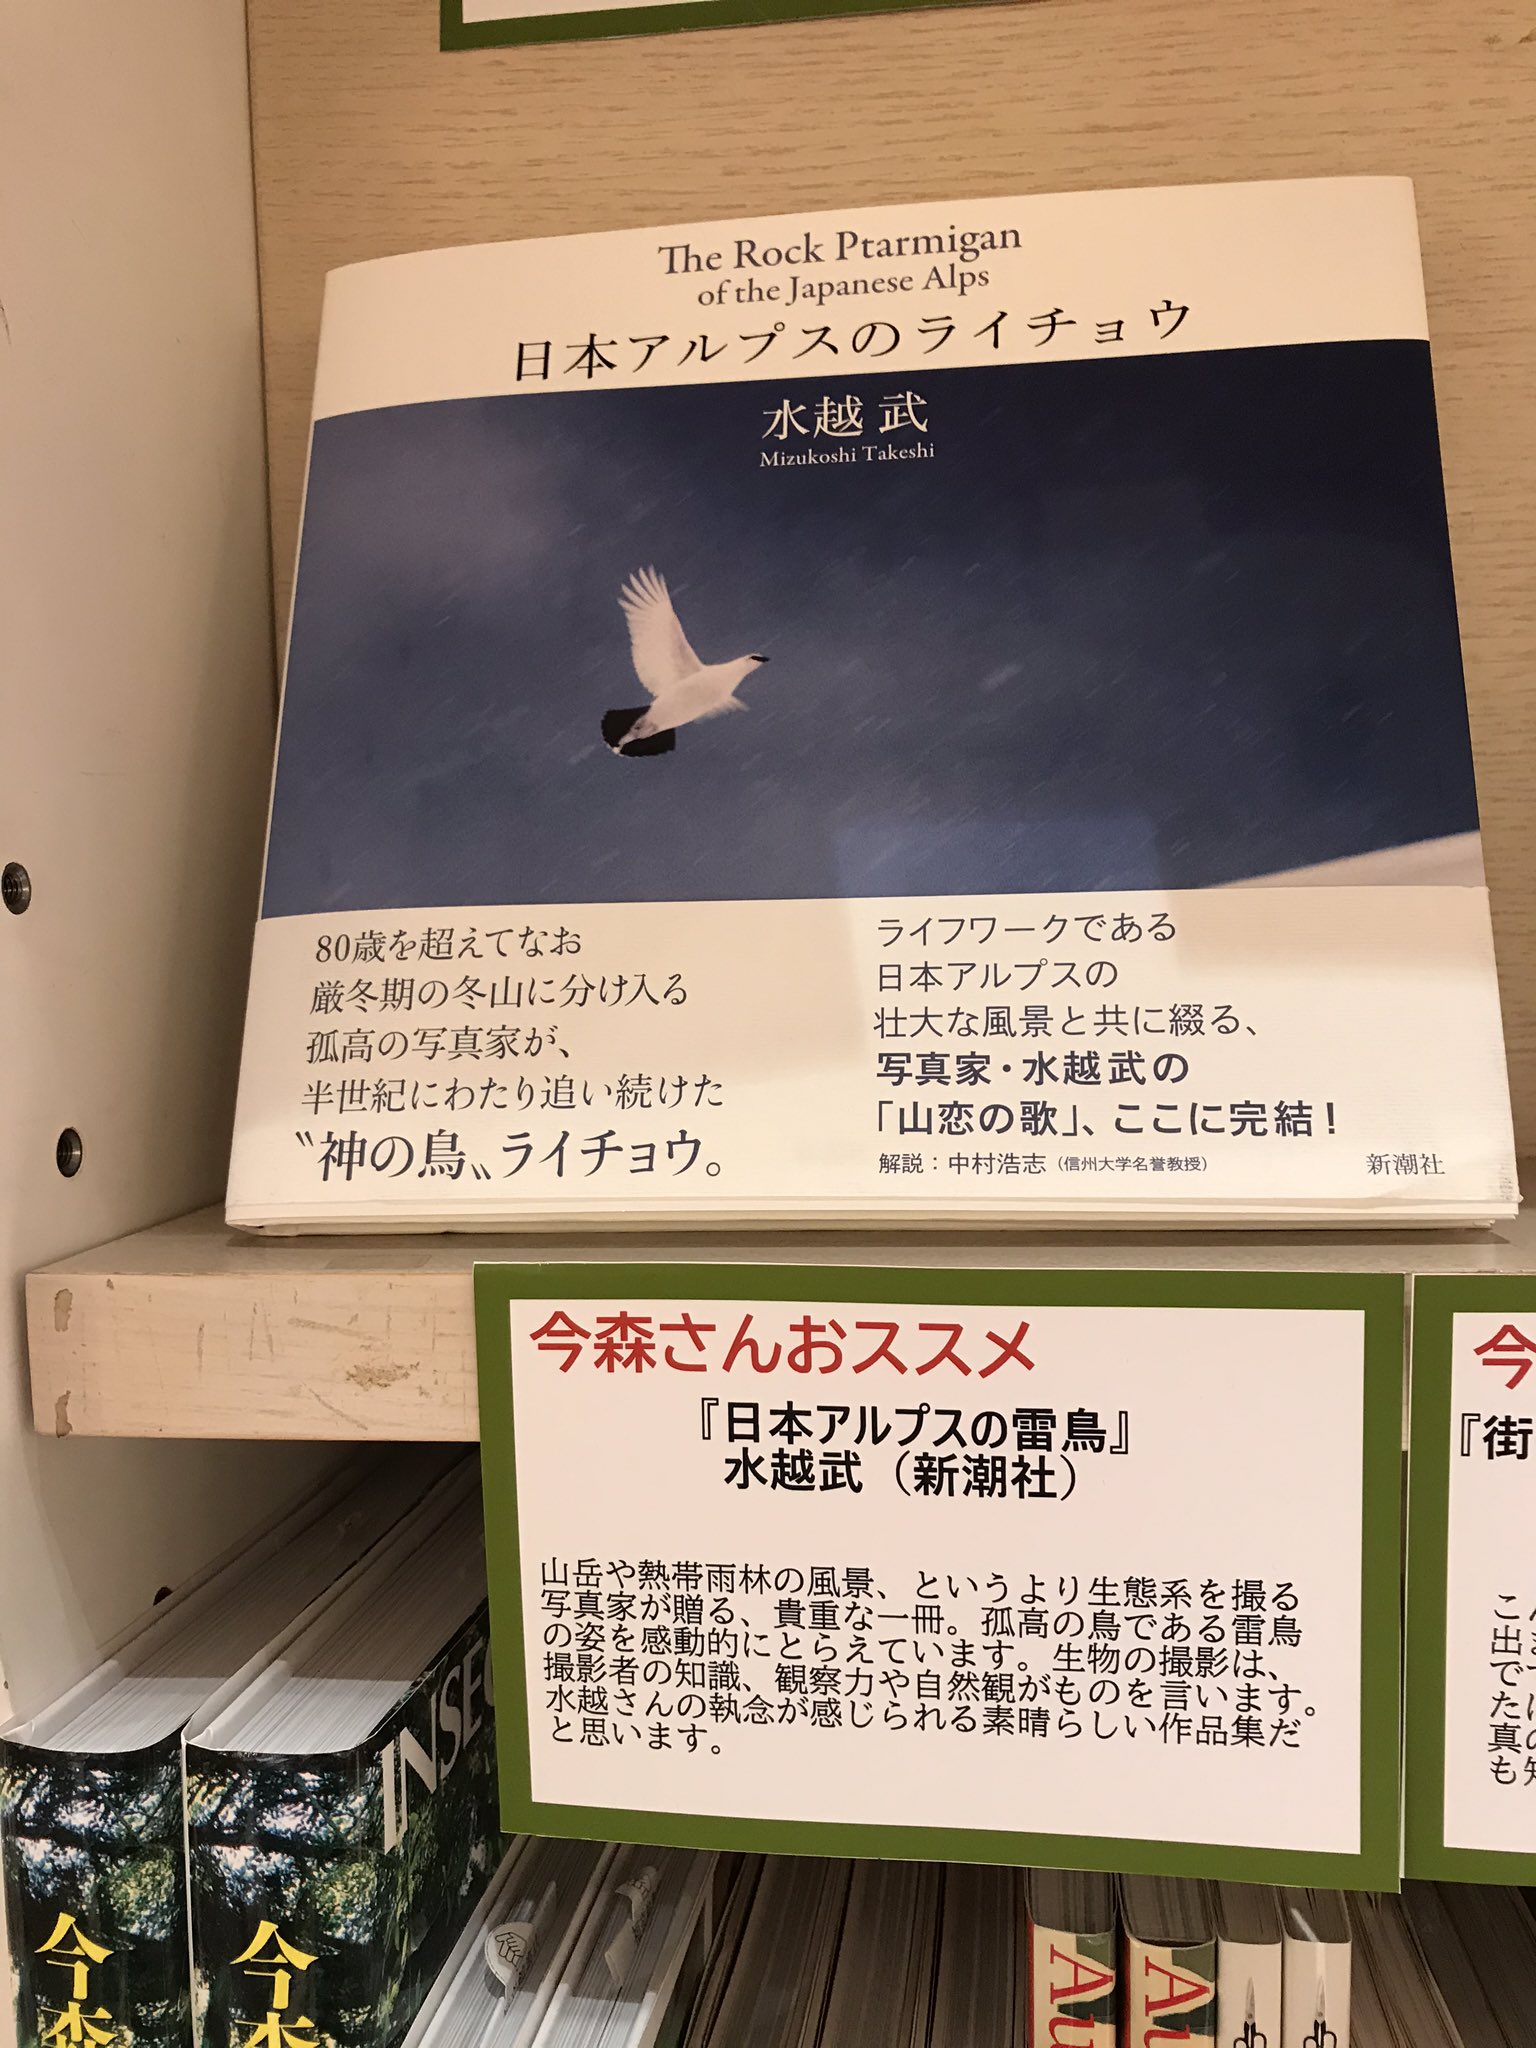 The Rock Ptarmigan
of the Japanese Alps
日本アルプスのライチョウ
水越 武
Mizukoshi Takeshi
80歳を超えてなお
厳冬期の冬山に分け入る
孤高の写真家が、
半世紀にわたり追い続けた
〝神の鳥〟ライチョウ。
ライフワークである
日本アルプスの
壮大な風景と共に綴る、
写真家・水越武の
「山恋の歌」、ここに完結！
解説：中村浩志（信州大学名誉教授）
新潮社
今森さんおススメ
『日本アルプスの雷鳥』
水越武（新潮社）
山岳や熱帯雨林の風景、というより生態系を撮る
写真家が贈る、貴重な一冊。孤高の鳥である雷鳥
の姿を感動的にとらえています。生物の撮影は、
撮影者の知識、観察力や自然観がものを言います。
水越さんの執念が感じられる素晴らしい作品集だ
と思います。
今
『街
出
で
た
真の
も知
INSE
今森
今森
Au
Au